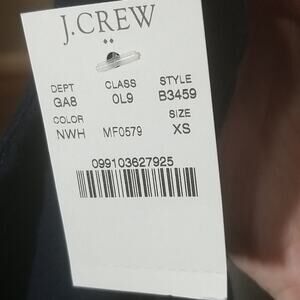 J.CREW
DEPT CLASS STYLE
GA8 0L9 B3459
COLOR SIZE
NWH MF0579 XS
099103627925